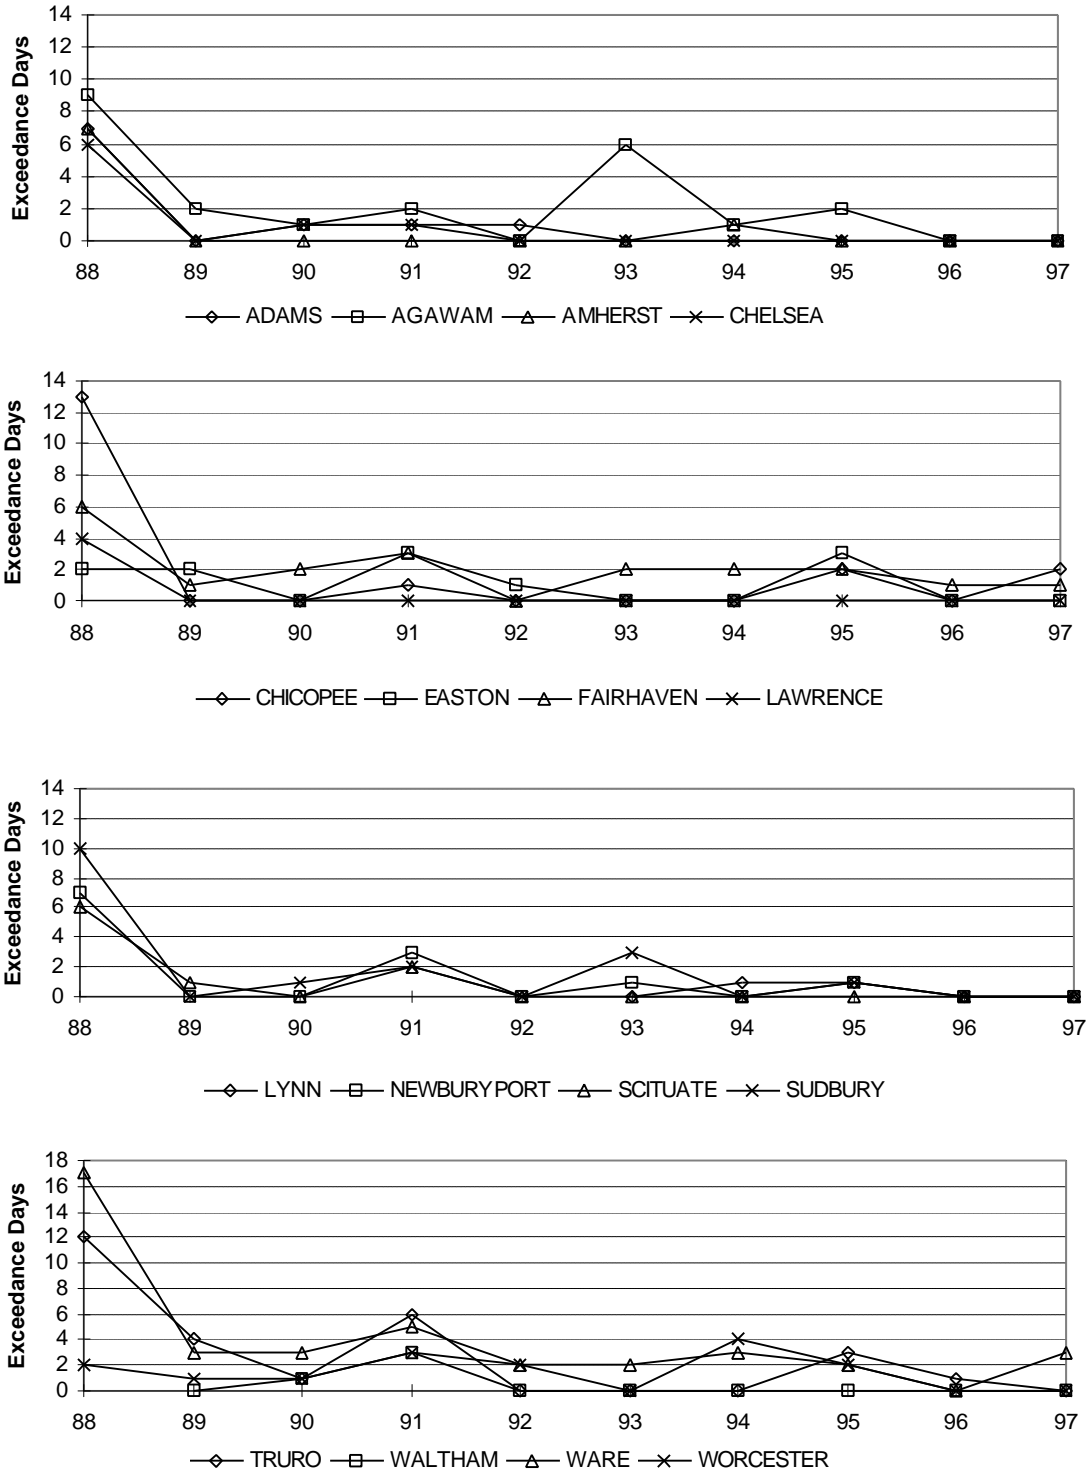 14
12
10
8
6
4
2
0
Exceedance Days
88 89 90 91 92 93 94 95 96 97
ADAMS AGAWAM AMHERST CHELSEA
14
12
10
8
6
4
2
0
Exceedance Days
88 89 90 91 92 93 94 95 96 97
CHICOPEE EASTON FAIRHAVEN LAWRENCE
14
12
10
8
6
4
2
0
Exceedance Days
88 89 90 91 92 93 94 95 96 97
LYNN NEWBURYPORT SCITUATE SUDBURY
18
16
14
12
10
8
6
4
2
0
Exceedance Days
88 89 90 91 92 93 94 95 96 97
TRURO WALTHAM WARE WORCESTER